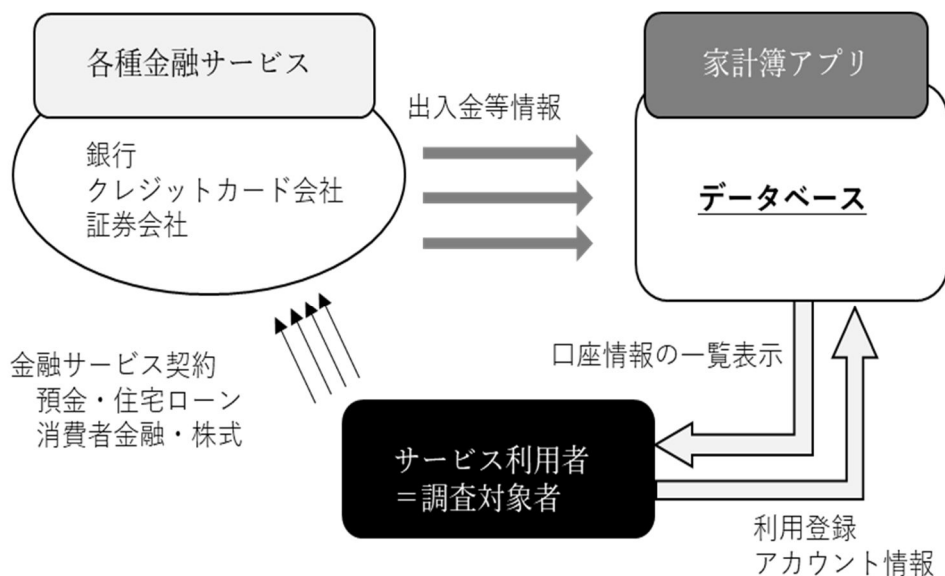 各種金融サービス
銀行
クレジットカード会社
証券会社
出入金等情報
家計簿アプリ
データベース
金融サービス契約
預金・住宅ローン
消費者金融・株式
口座情報の一覧表示
サービス利用者
＝調査対象者
利用登録
アカウント情報